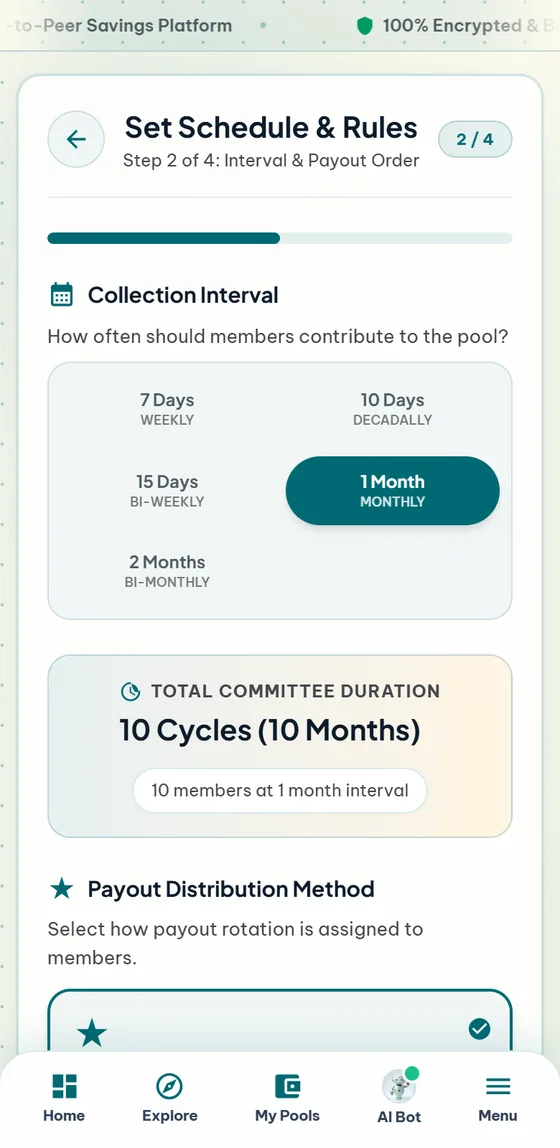 -to-Peer Savings Platform • 100% Encrypted &
Set Schedule & Rules
Step 2 of 4: Interval & Payout Order
2 / 4
Collection Interval
How often should members contribute to the pool?
7 Days
WEEKLY
10 Days
DECADALLY
15 Days
BI-WEEKLY
1 Month
MONTHLY
2 Months
BI-MONTHLY
TOTAL COMMITTEE DURATION
10 Cycles (10 Months)
10 members at 1 month interval
Payout Distribution Method
Select how payout rotation is assigned to
members.
Home
Explore
My Pools
AI Bot
Menu